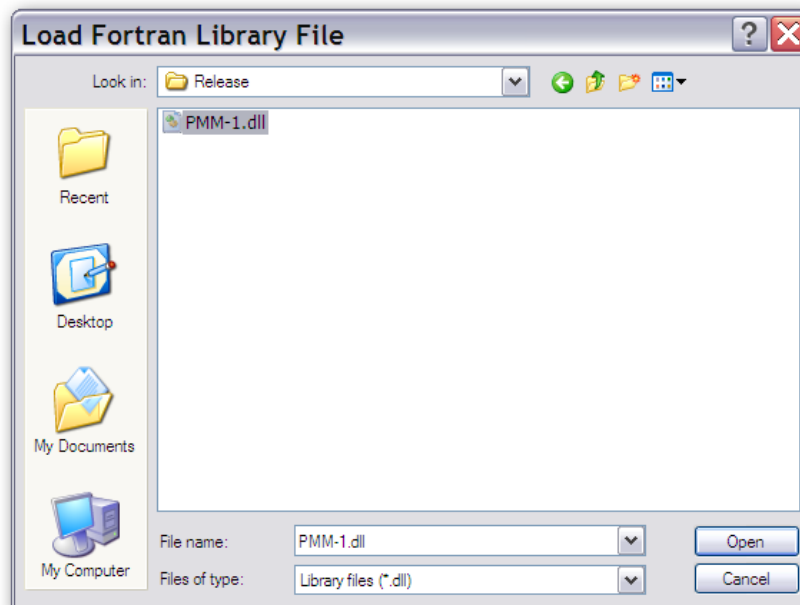 Load Fortran Library File
Look in: Release
PMM-1.dll
Recent
Desktop
My Documents
My Computer
File name: PMM-1.dll Open
Files of type: Library files (*.dll) Cancel